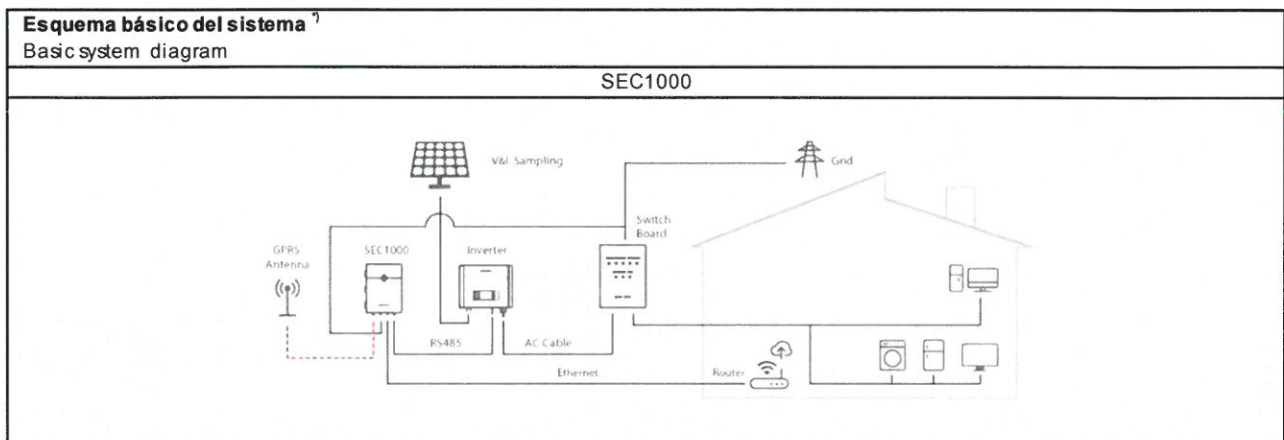 Esquema básico del sistema *)
Basic system diagram
SEC1000
V&I Sampling
Grid
Switch
Board
GPRS
Antenna
SEC1000
Inverter
RS485
AC Cable
Ethernet
Router